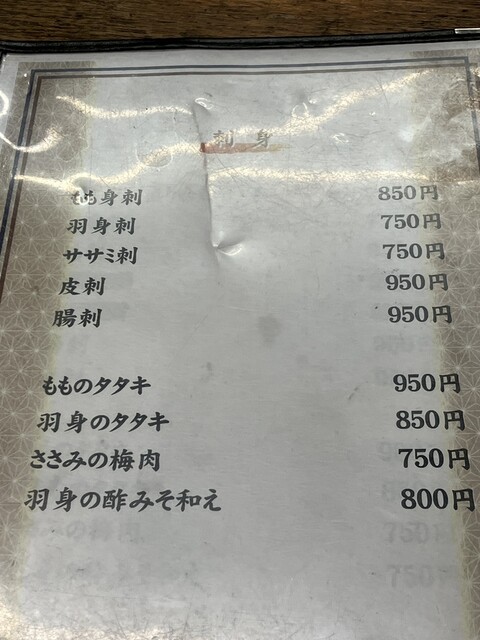 刺身
もも身刺 850円
羽身刺 750円
ササミ刺 750円
皮刺 950円
腸刺 950円
もものタタキ 950円
羽身のタタキ 850円
ささみの梅肉 750円
羽身の酢みそ和え 800円